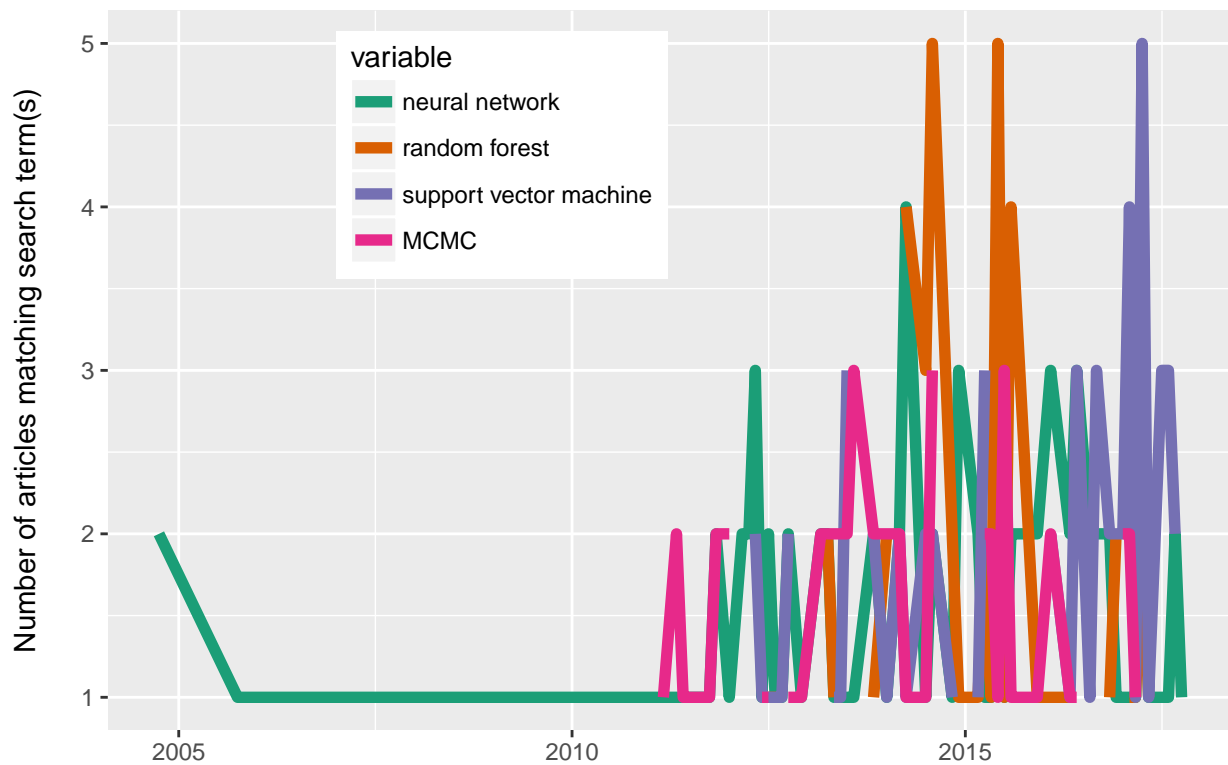 Number of articles matching search term(s)
5
4
3
2
1
variable
neural network
random forest
support vector machine
MCMC
2005
2010
2015